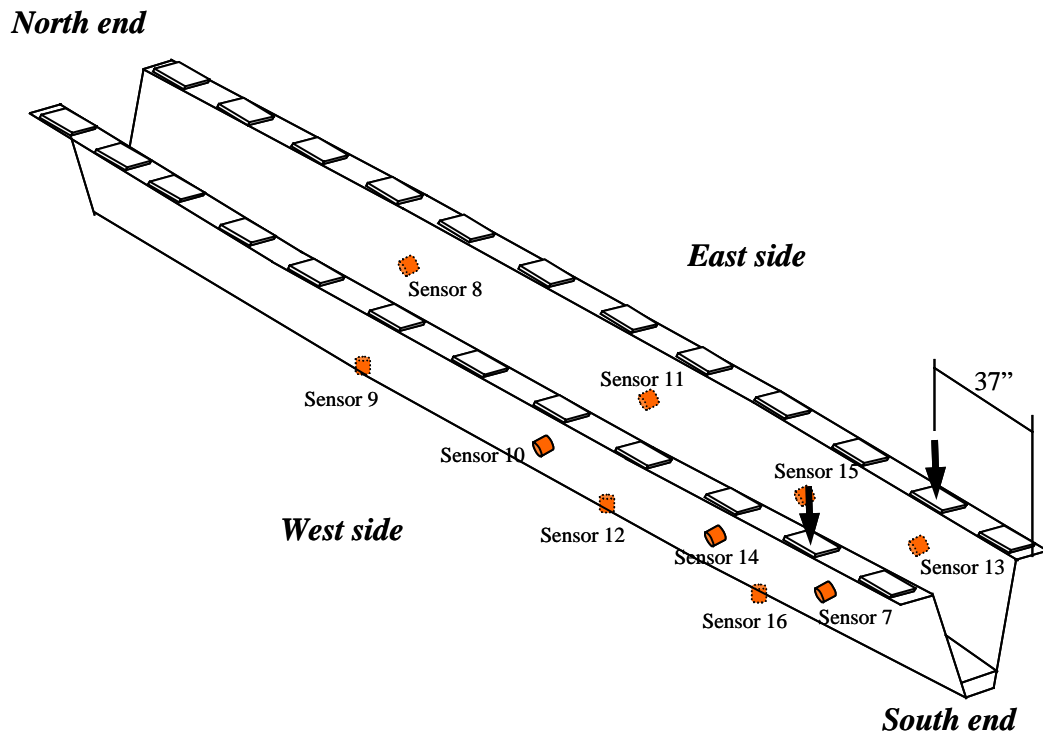 North end
East side
Sensor 8
37”
Sensor 11
Sensor 9
Sensor 10
Sensor 15
West side
Sensor 12
Sensor 14
Sensor 13
Sensor 16
Sensor 7
South end